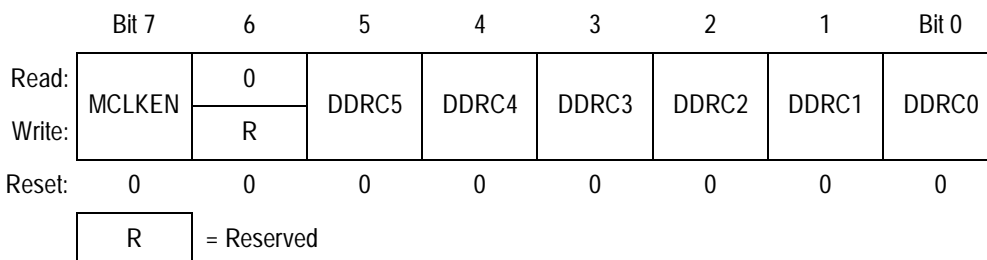 Bit 7 6 5 4 3 2 1 Bit 0
Read: MCLKEN 0 DDRC5 DDRC4 DDRC3 DDRC2 DDRC1 DDRC0
Write: R
Reset: 0 0 0 0 0 0 0 0
R = Reserved